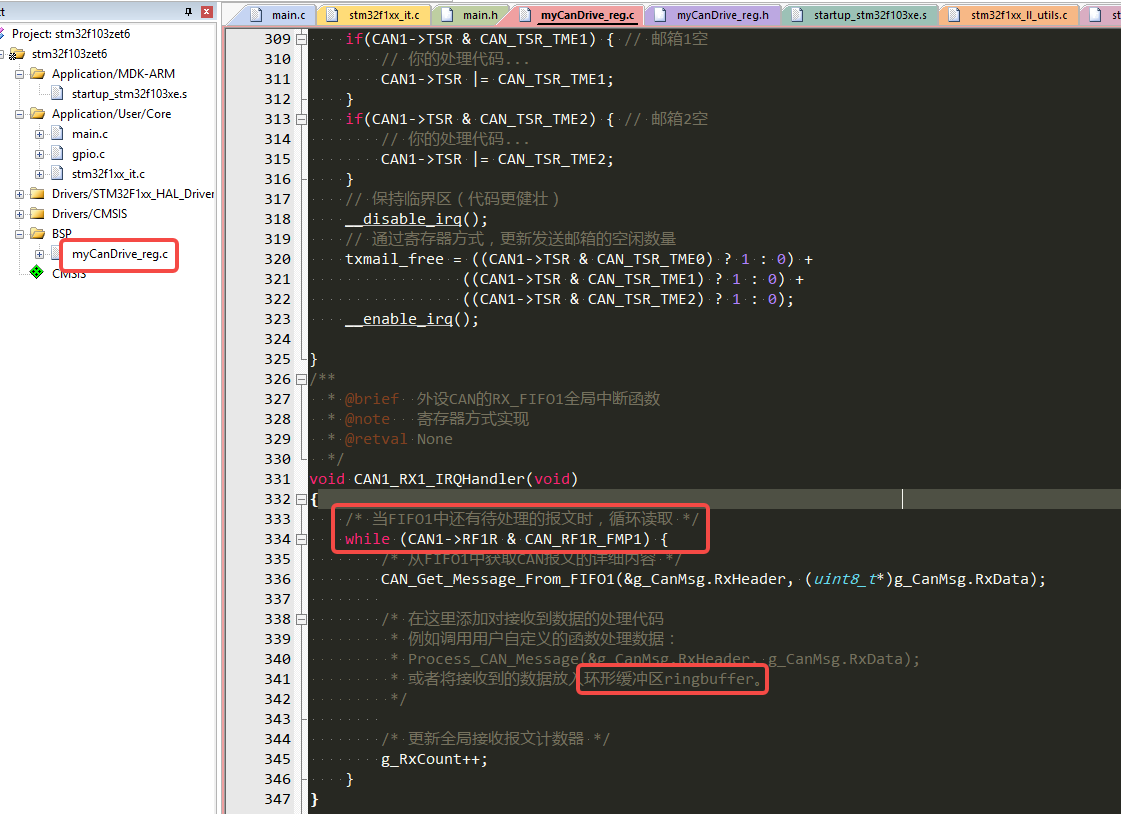 main.c
stm32f1xx_it.c
main.h
myCanDrive_reg.c
myCanDrive_reg.h
startup_stm32f103xe.s
stm32f1xx_ll_utils.c
st
ct
Project: stm32f103zet6
stm32f103zet6
Application/MDK-ARM
startup_stm32f103xe.s
Application/User/Core
main.c
gpio.c
stm32f1xx_it.c
Drivers/STM32F1xx_HAL_Driver
Drivers/CMSIS
BSP
myCanDrive_reg.c
CMSIS
309 if(CAN1->TSR & CAN_TSR_TME1) { // 邮箱1空
310 // 你的处理代码...
311 CAN1->TSR |= CAN_TSR_TME1;
312 }
313 if(CAN1->TSR & CAN_TSR_TME2) { // 邮箱2空
314 // 你的处理代码...
315 CAN1->TSR |= CAN_TSR_TME2;
316 }
317 // 保持临界区(代码更健壮)
318 __disable_irq();
319 // 通过寄存器方式,更新发送邮箱的空闲数量
320 txmail_free = ((CAN1->TSR & CAN_TSR_TME0) ? 1 : 0) +
321 ((CAN1->TSR & CAN_TSR_TME1) ? 1 : 0) +
322 ((CAN1->TSR & CAN_TSR_TME2) ? 1 : 0);
323 __enable_irq();
324
325 }
326 /**
327 * @brief 外设CAN的RX_FIFO1全局中断函数
328 * @note 寄存器方式实现
329 * @retval None
330 */
331 void CAN1_RX1_IRQHandler(void)
332 {
333 /* 当FIFO1中还有待处理的报文时,循环读取 */
334 while (CAN1->RF1R & CAN_RF1R_FMP1) {
335 /* 从FIFO1中获取CAN报文的详细内容 */
336 CAN_Get_Message_From_FIFO1(&g_CanMsg.RxHeader, (uint8_t*)g_CanMsg.RxData);
337
338 /* 在这里添加对接收到数据的处理代码
339 * 例如调用用户自定义的函数处理数据:
340 * Process_CAN_Message(&g_CanMsg.RxHeader, g_CanMsg.RxData);
341 * 或者将接收到的数据放入环形缓冲区ringbuffer。
342 */
343
344 /* 更新全局接收报文计数器 */
345 g_RxCount++;
346 }
347 }